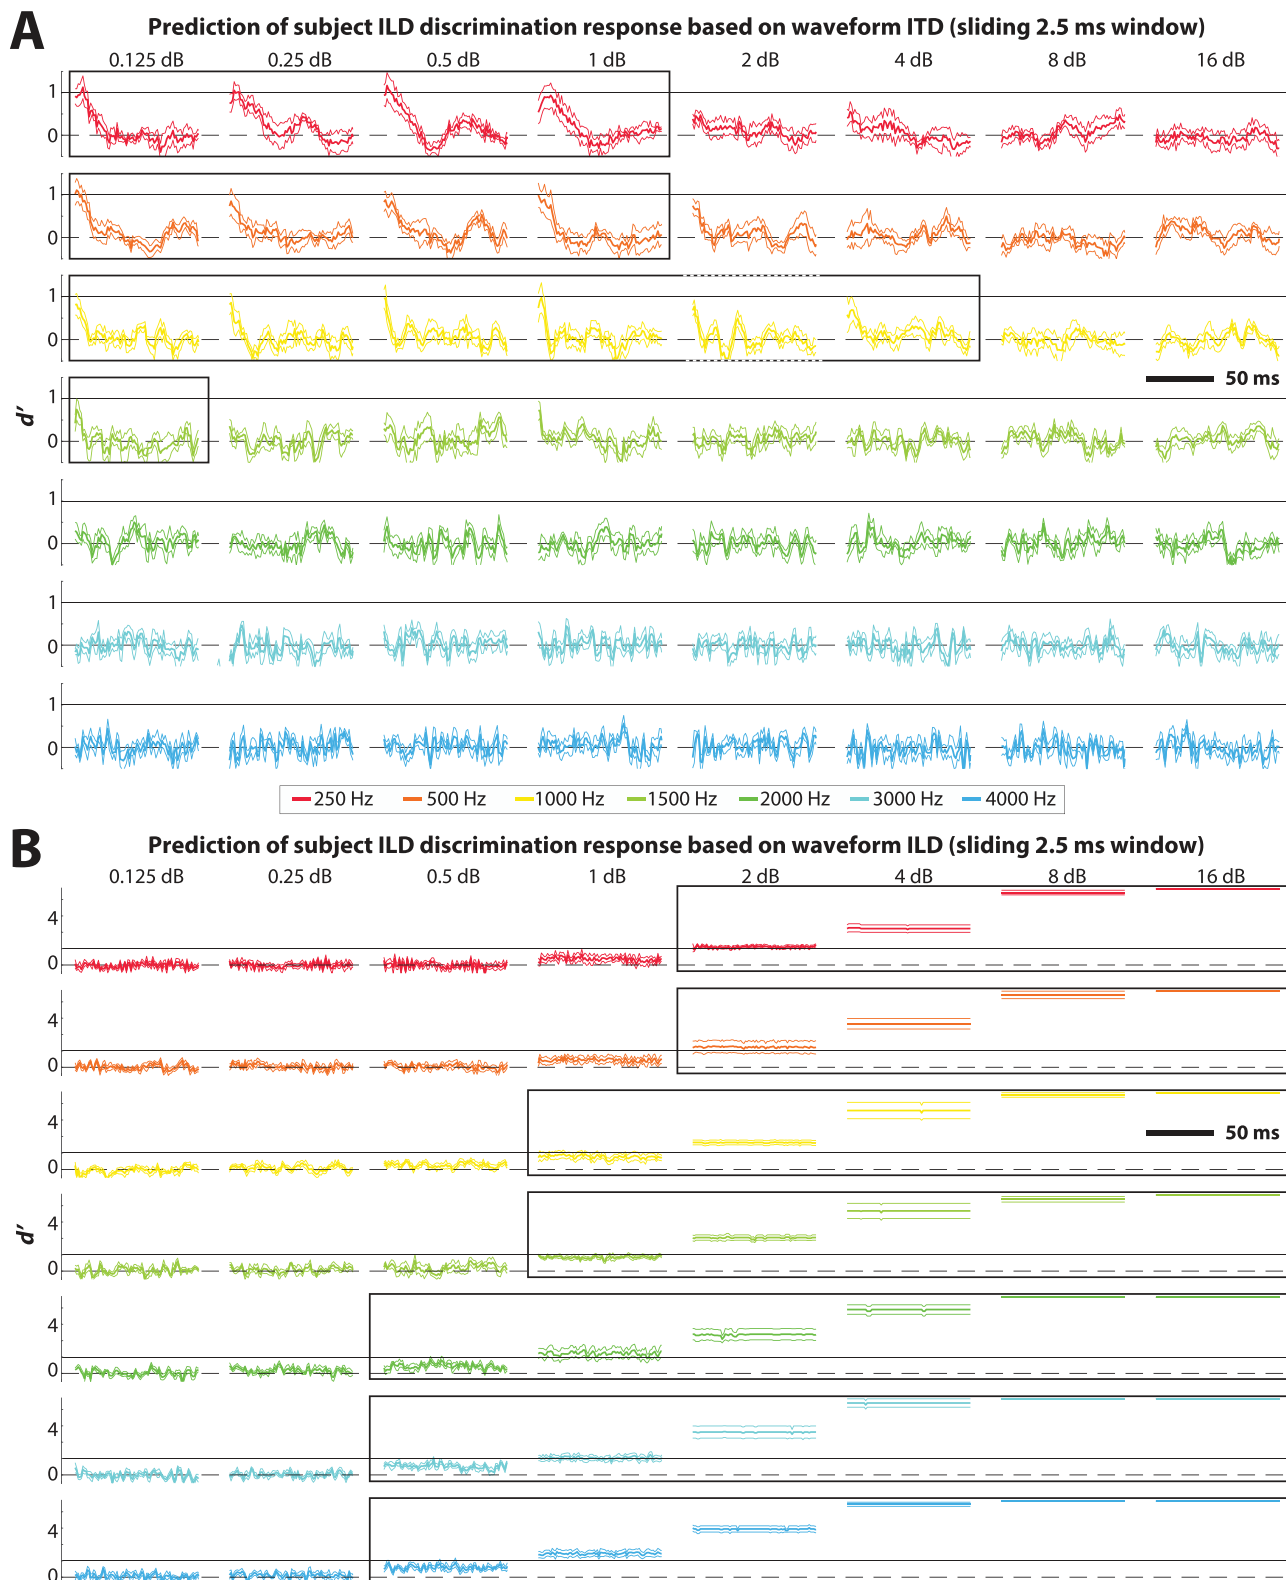 A
Prediction of subject ILD discrimination response based on waveform ITD (sliding 2.5 ms window)
0.125 dB 0.25 dB 0.5 dB 1 dB 2 dB 4 dB 8 dB 16 dB
1
0
1
0
1
0
50 ms
d′
1
0
1
0
1
0
1
0
250 Hz 500 Hz 1000 Hz 1500 Hz 2000 Hz 3000 Hz 4000 Hz
B
Prediction of subject ILD discrimination response based on waveform ILD (sliding 2.5 ms window)
0.125 dB 0.25 dB 0.5 dB 1 dB 2 dB 4 dB 8 dB 16 dB
4
0
4
0
4
50 ms
0
d′
4
0
4
0
4
0
4
0